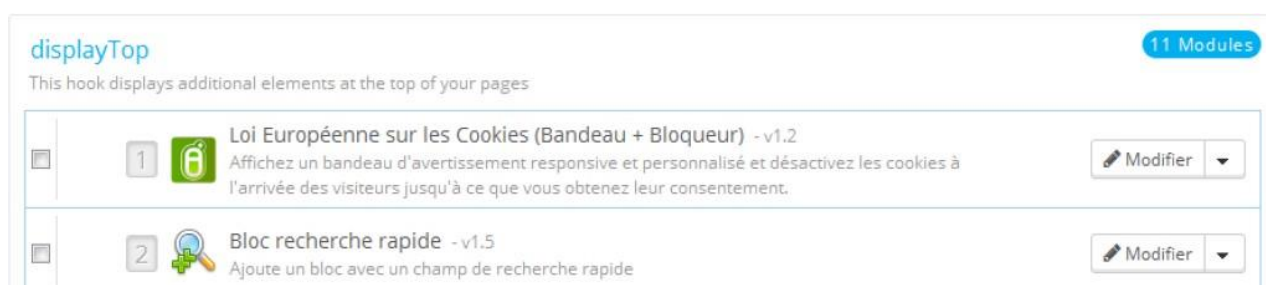 displayTop
11 Modules
This hook displays additional elements at the top of your pages
1
Loi Européenne sur les Cookies (Bandeau + Bloqueur) - v1.2
Affichez un bandeau d'avertissement responsive et personnalisé et désactivez les cookies à
l'arrivée des visiteurs jusqu'à ce que vous obtenez leur consentement.
Modifier
2
Bloc recherche rapide - v1.5
Ajoute un bloc avec un champ de recherche rapide
Modifier